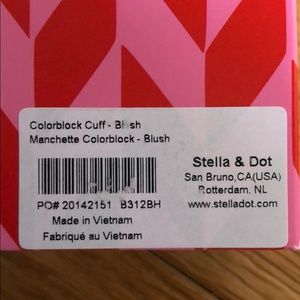 Colorblock Cuff - Blush
Manchette Colorblock - Blush
PO# 20142151 B312BH
Made in Vietnam
Fabriqué au Vietnam
Stella & Dot
San Bruno,CA(USA)
Rotterdam, NL
www.stelladot.com